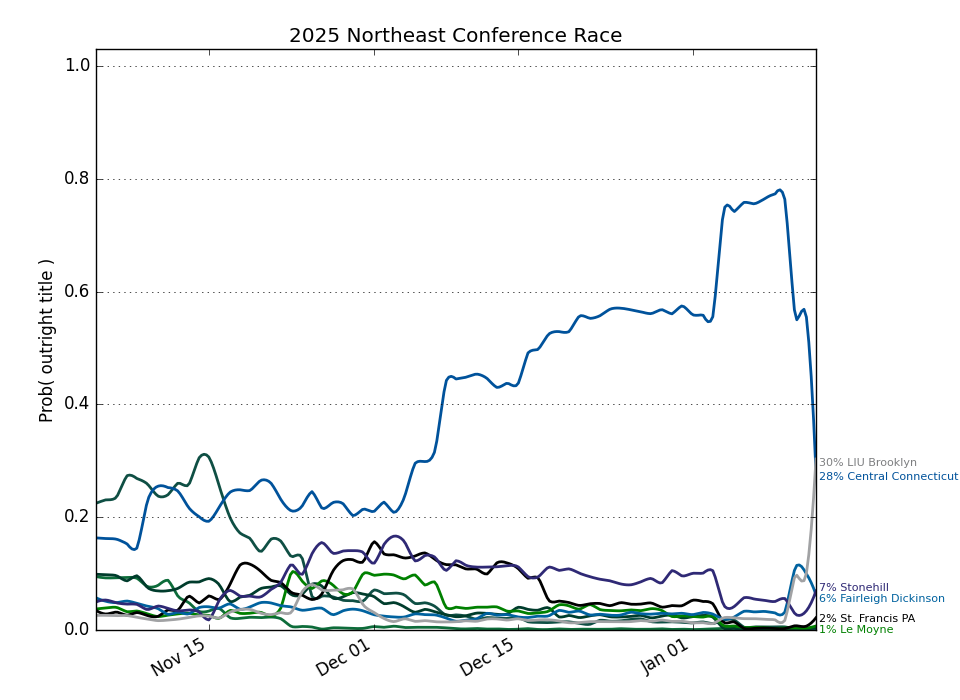 2025 Northeast Conference Race
Prob( outright title )
1.0
0.8
0.6
0.4
0.2
0.0
Nov 15
Dec 01
Dec 15
Jan 01
30% LIU Brooklyn
28% Central Connecticut
7% Stonehill
6% Fairleigh Dickinson
2% St. Francis PA
1% Le Moyne